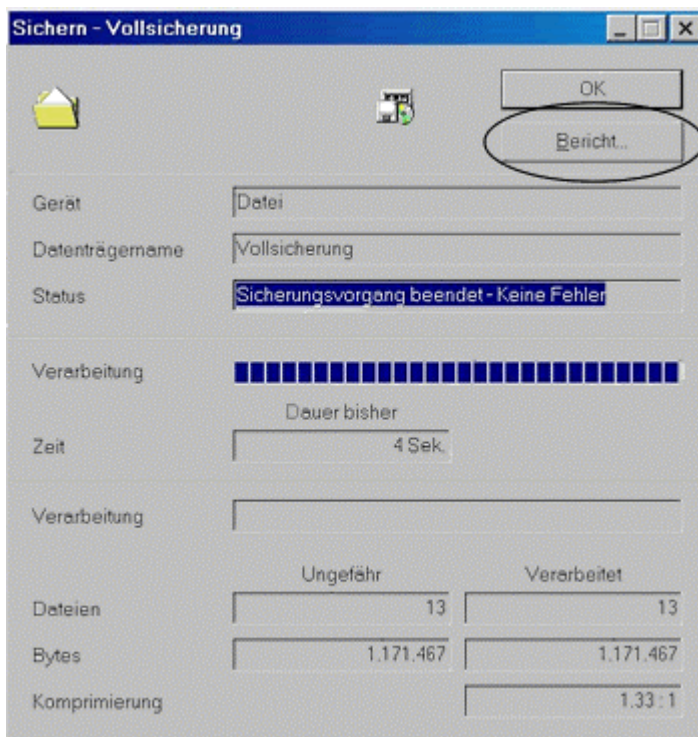 Sichern - Vollsicherung
OK
Bericht...
Gerät Datei
Datenträgername Vollsicherung
Status Sicherungsvorgang beendet - Keine Fehler
Verarbeitung
Dauer bisher
Zeit 4 Sek.
Verarbeitung
Ungefähr Verarbeitet
Dateien 13 13
Bytes 1.171.467 1.171.467
Komprimierung 1.33 : 1